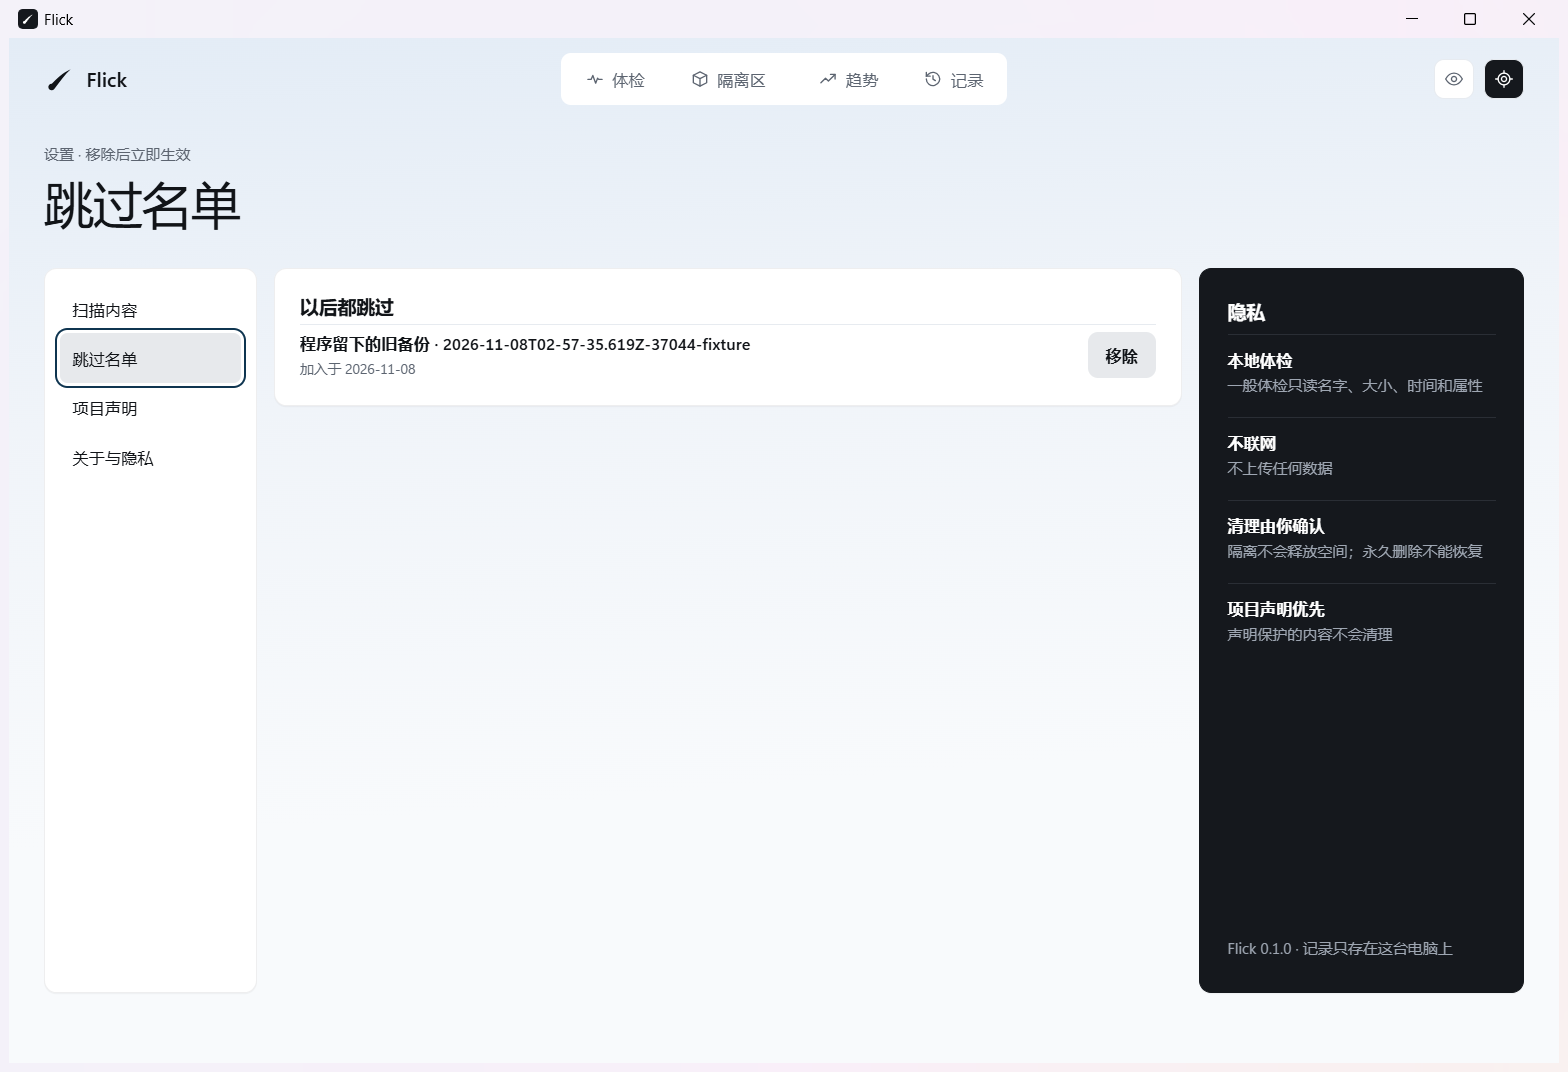 Flick
Flick
体检
隔离区
趋势
记录
设置 · 移除后立即生效
跳过名单
扫描内容
跳过名单
项目声明
关于与隐私
以后都跳过
程序留下的旧备份 · 2026-11-08T02-57-35.619Z-37044-fixture
加入于 2026-11-08
移除
隐私
本地体检
一般体检只读名字、大小、时间和属性
不联网
不上传任何数据
清理由你确认
隔离不会释放空间；永久删除不能恢复
项目声明优先
声明保护的内容不会清理
Flick 0.1.0 · 记录只存在这台电脑上